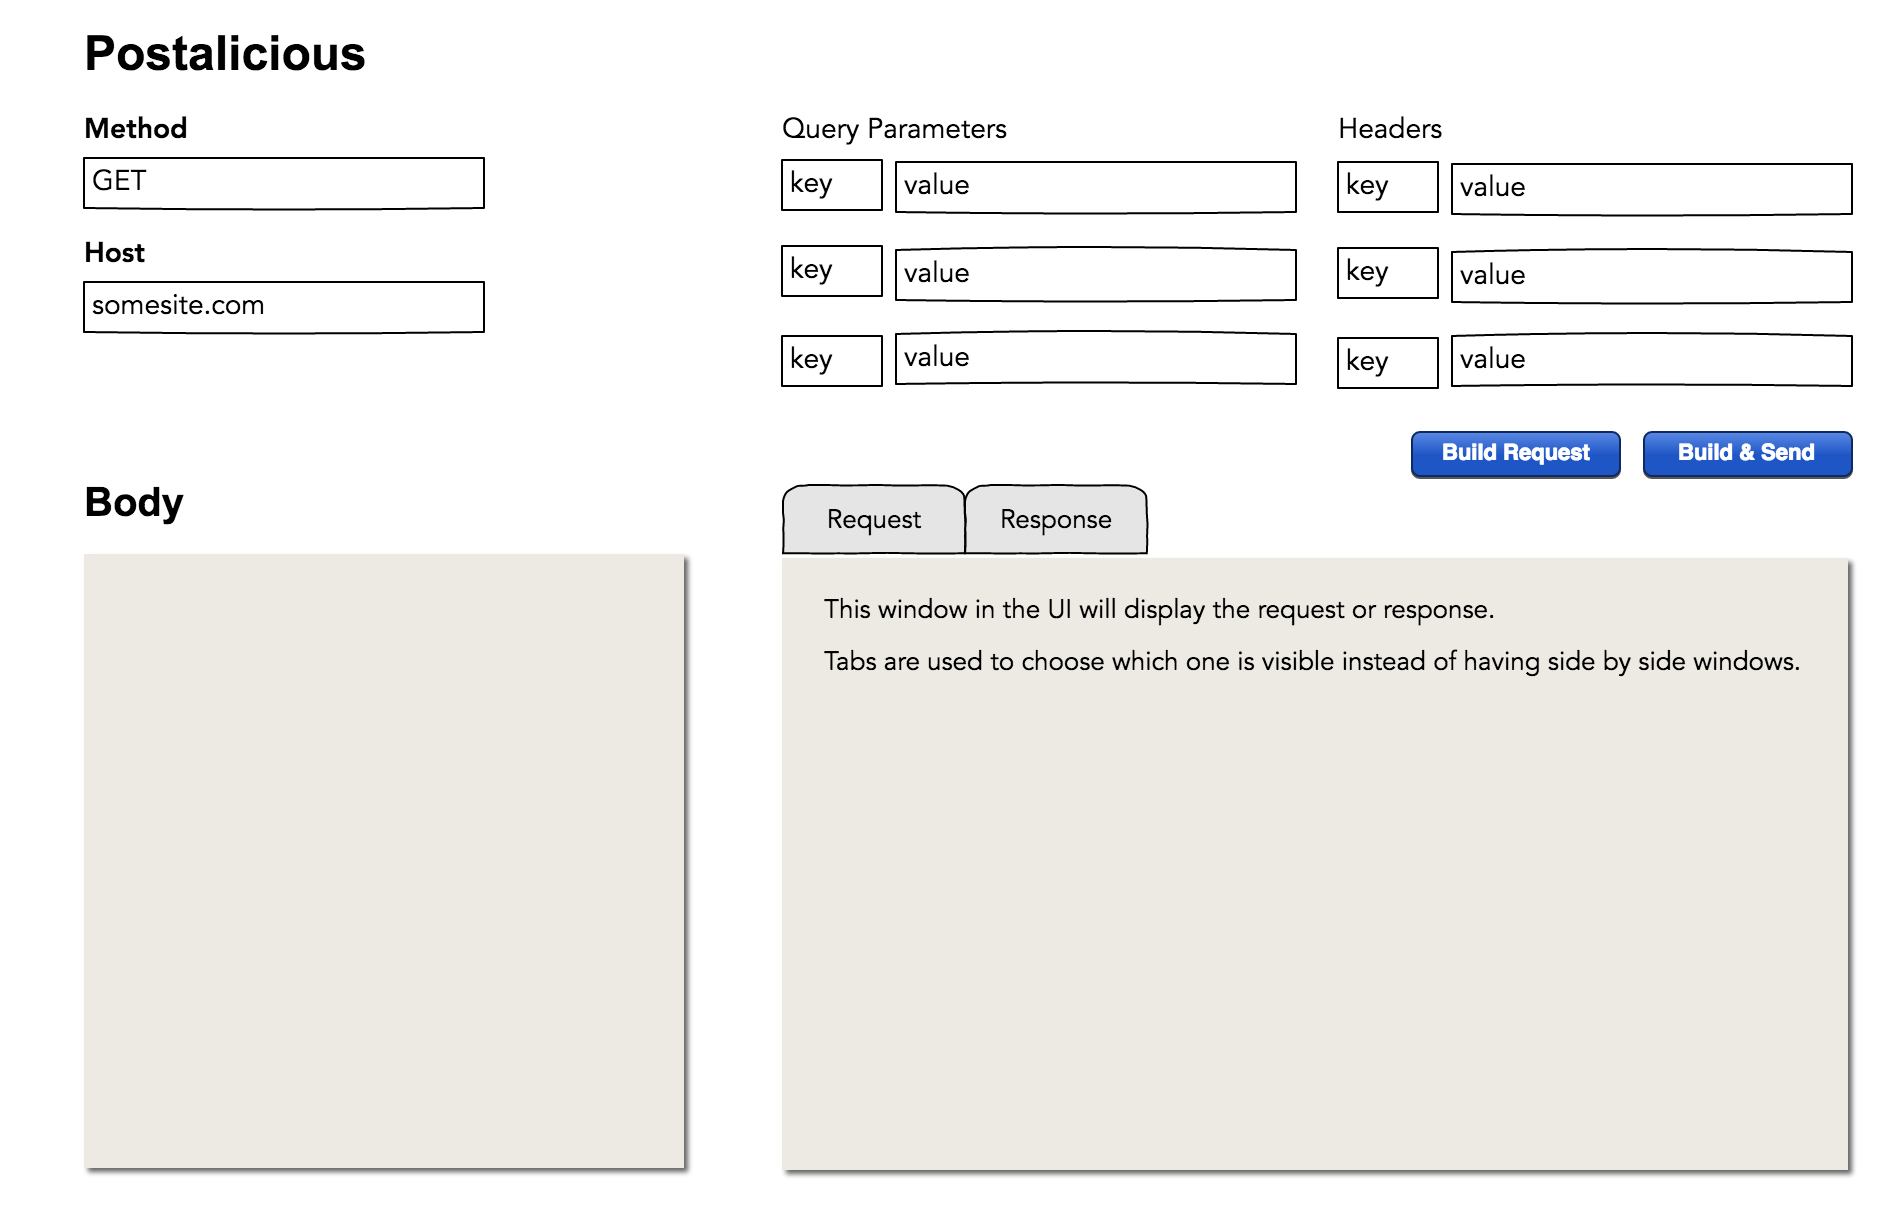 Postalicious
Method
GET
Host
somesite.com
Query Parameters
key value
key value
key value
Headers
key value
key value
key value
Build Request
Build & Send
Body
Request
Response
This window in the UI will display the request or response.
Tabs are used to choose which one is visible instead of having side by side windows.